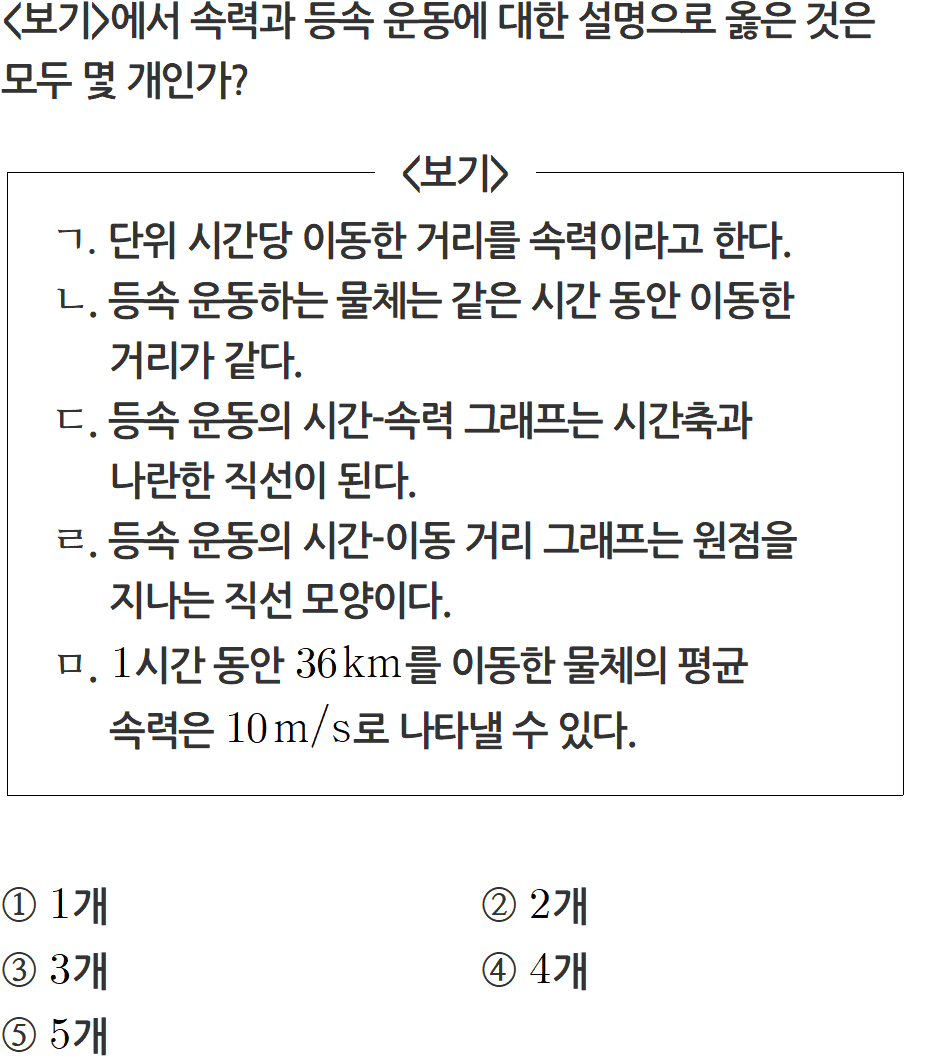 <보기>에서 속력과 등속 운동에 대한 설명으로 옳은 것은
모두 몇 개인가?
<보기>
ㄱ. 단위 시간당 이동한 거리를 속력이라고 한다.
ㄴ. 등속 운동하는 물체는 같은 시간 동안 이동한
거리가 같다.
ㄷ. 등속 운동의 시간-속력 그래프는 시간축과
나란한 직선이 된다.
ㄹ. 등속 운동의 시간-이동 거리 그래프는 원점을
지나는 직선 모양이다.
ㅁ. 1시간 동안 36km를 이동한 물체의 평균
속력은 10m/s로 나타낼 수 있다.
① 1개 ② 2개
③ 3개 ④ 4개
⑤ 5개